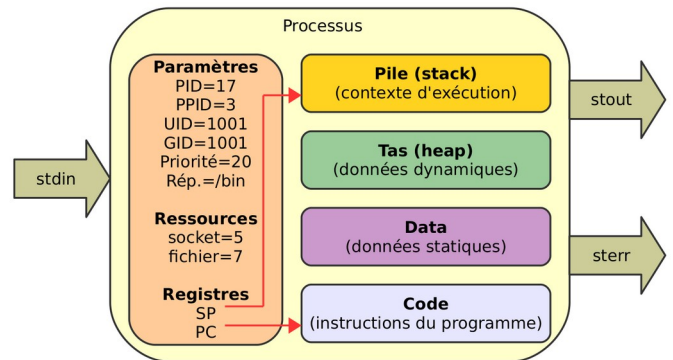 Processus
stdin
Paramètres
PID=17
PPID=3
UID=1001
GID=1001
Priorité=20
Rép.=/bin
Ressources
socket=5
fichier=7
Registres
SP
PC
Pile (stack)
(contexte d'exécution)
Tas (heap)
(données dynamiques)
Data
(données statiques)
Code
(instructions du programme)
stout
sterr